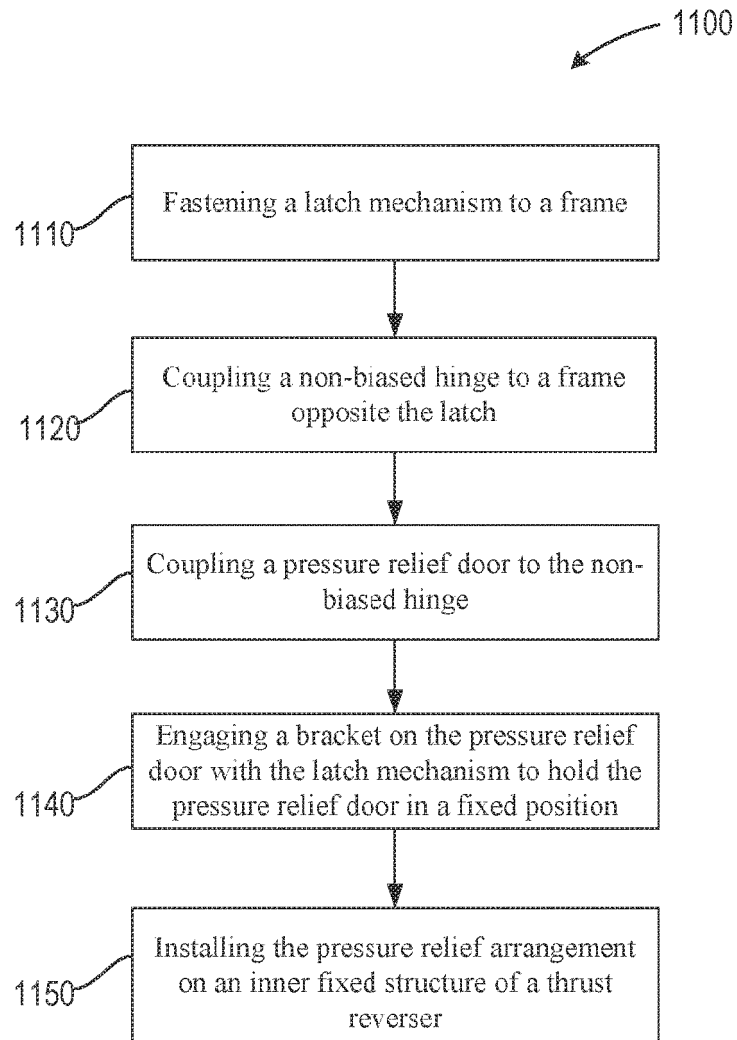 1100
Fastening a latch mechanism to a frame
1110
Coupling a non-biased hinge to a frame
opposite the latch
1120
Coupling a pressure relief door to the non-
biased hinge
1130
Engaging a bracket on the pressure relief
door with the latch mechanism to hold the
pressure relief door in a fixed position
1140
Installing the pressure relief arrangement
on an inner fixed structure of a thrust
reverser
1150